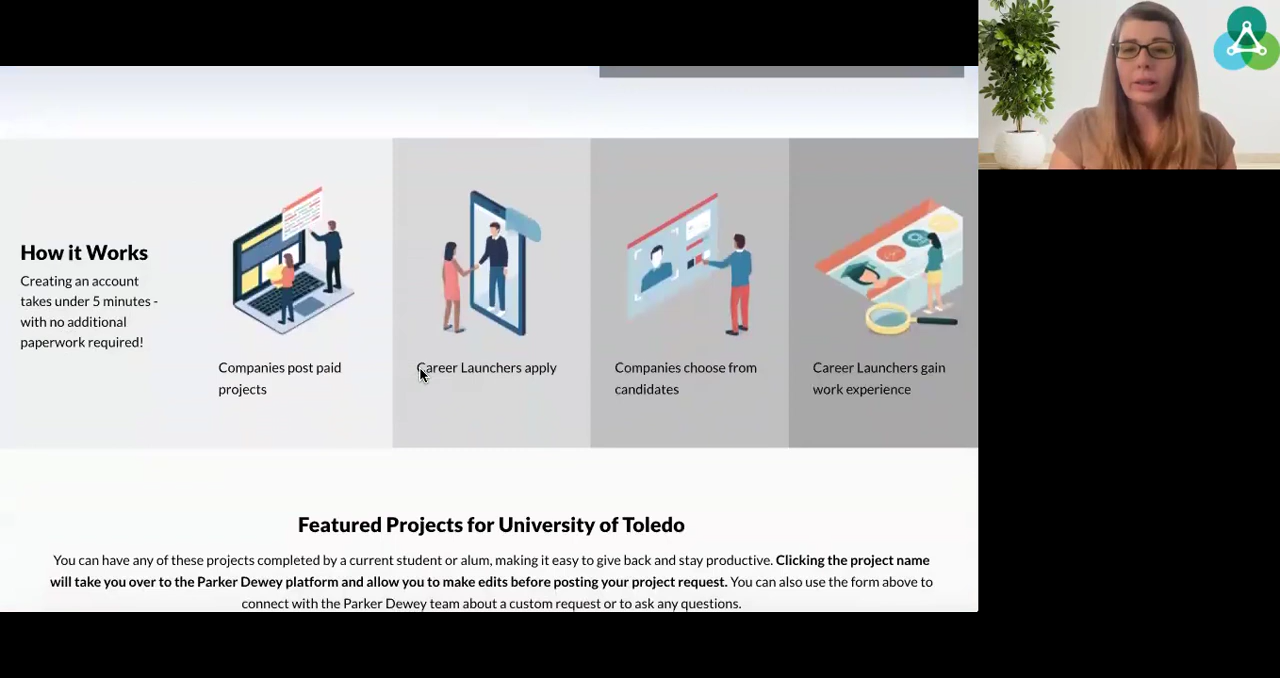 How it Works
Creating an account
takes under 5 minutes -
with no additional
paperwork required!
Companies post paid
projects
Career Launchers apply
Companies choose from
candidates
Career Launchers gain
work experience
Featured Projects for University of Toledo
You can have any of these projects completed by a current student or alum, making it easy to give back and stay productive. Clicking the project name
will take you over to the Parker Dewey platform and allow you to make edits before posting your project request. You can also use the form above to
connect with the Parker Dewey team about a custom request or to ask any questions.